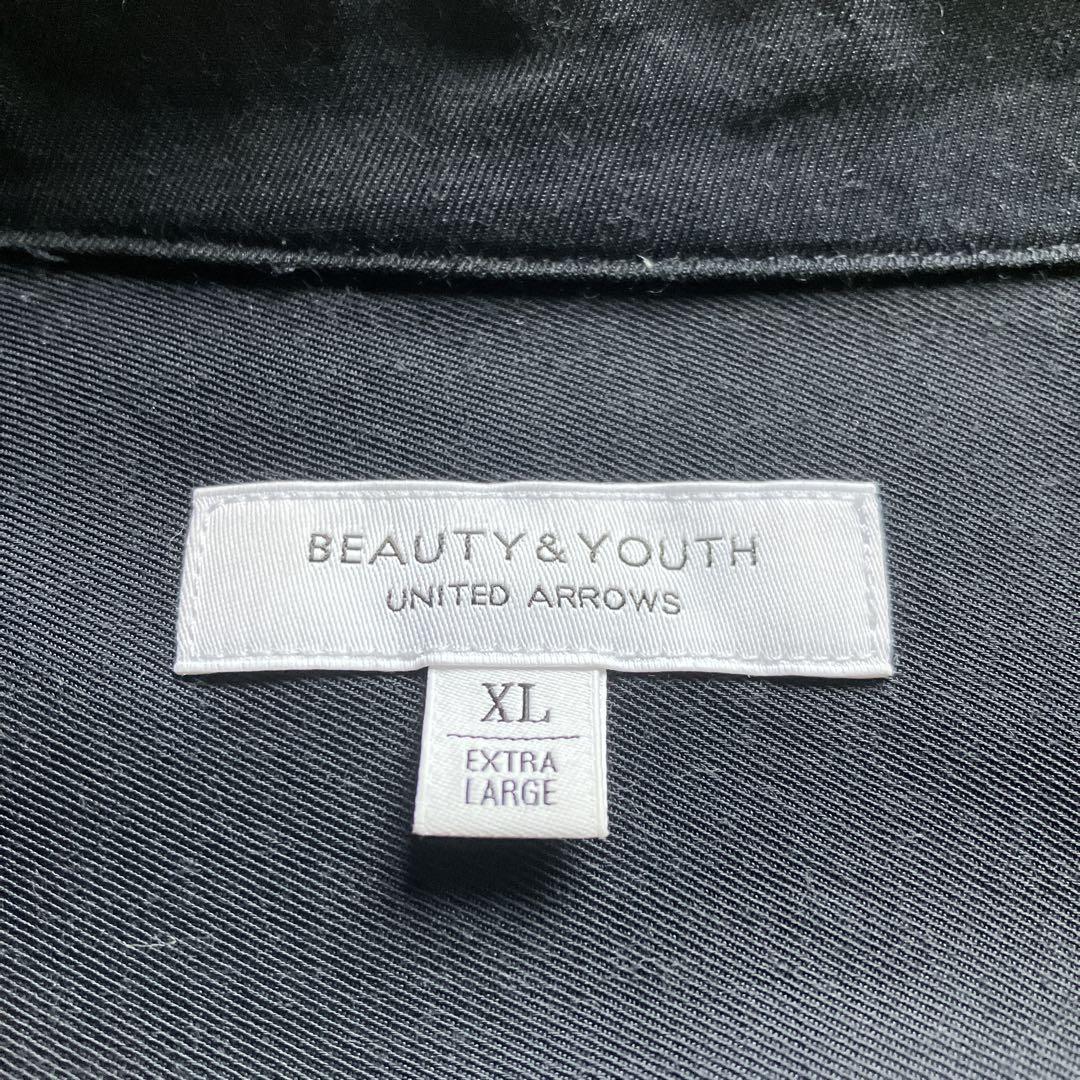 BEAUTY&YOUTH
UNITED ARROWS
XL
EXTRA
LARGE